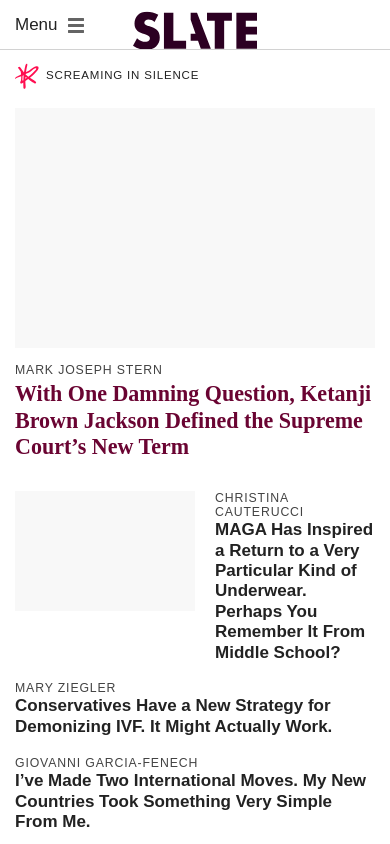 Menu
SLATE
SCREAMING IN SILENCE
MARK JOSEPH STERN
With One Damning Question, Ketanji
Brown Jackson Defined the Supreme
Court’s New Term
CHRISTINA
CAUTERUCCI
MAGA Has Inspired
a Return to a Very
Particular Kind of
Underwear.
Perhaps You
Remember It From
Middle School?
MARY ZIEGLER
Conservatives Have a New Strategy for
Demonizing IVF. It Might Actually Work.
GIOVANNI GARCIA-FENECH
I’ve Made Two International Moves. My New
Countries Took Something Very Simple
From Me.